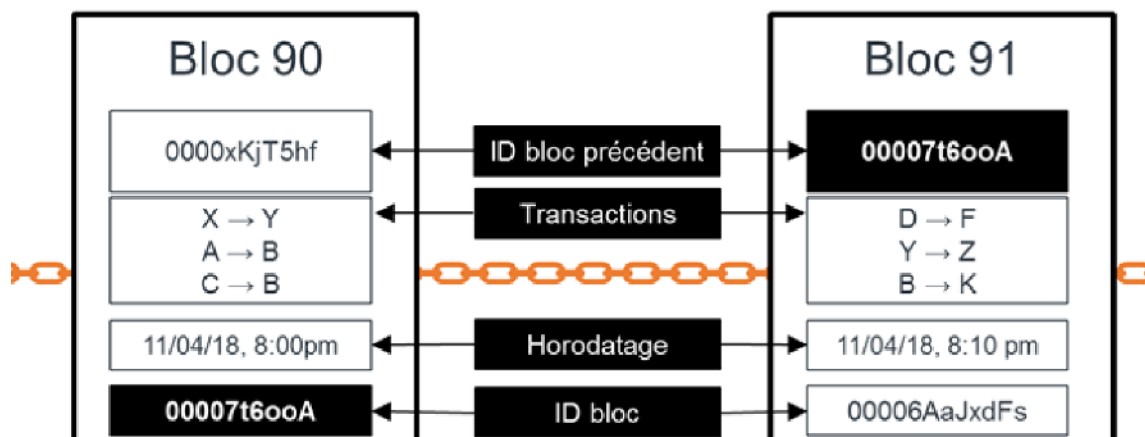 Bloc 90
Bloc 91
0000xKjT5hf
ID bloc précédent
00007t6ooA
X → Y
A → B
C → B
Transactions
D → F
Y → Z
B → K
11/04/18, 8:00pm
Horodatage
11/04/18, 8:10 pm
00007t6ooA
ID bloc
00006AaJxdFs